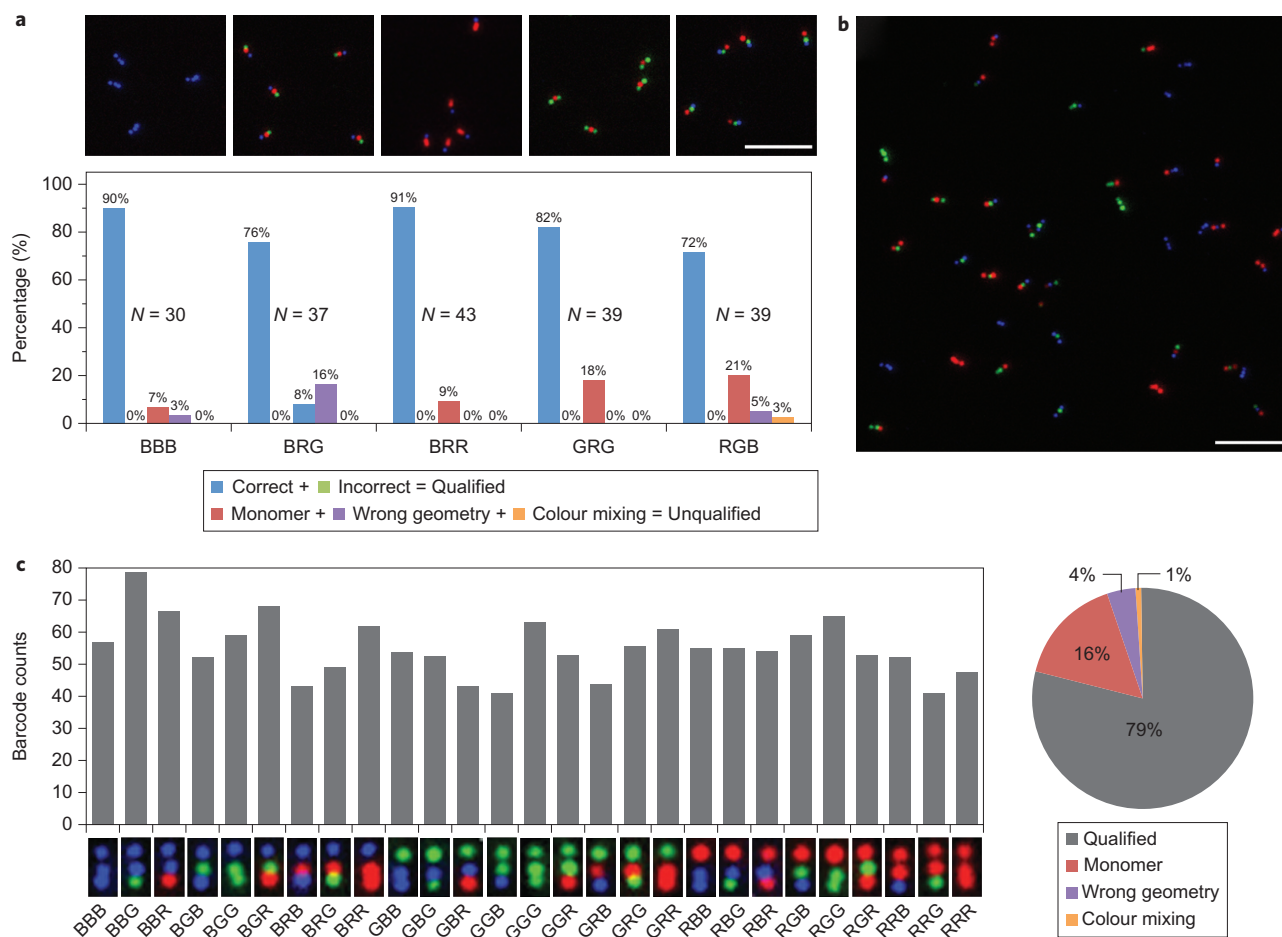 a
b
100
80
60
40
20
0
Percentage (%)
90%
0%
7%
3%
0%
N = 30
BBB
76%
0%
8%
16%
0%
N = 37
BRG
91%
0%
9%
0%
0%
N = 43
BRR
82%
0%
18%
0%
0%
N = 39
GRG
72%
0%
21%
5%
3%
N = 39
RGB
Correct + Incorrect = Qualified
Monomer + Wrong geometry + Colour mixing = Unqualified
c
80
70
60
50
40
30
20
10
0
Barcode counts
BBB
BBG
BBR
BGB
BGG
BGR
BRB
BRG
BRR
GBB
GBG
GBR
GGB
GGG
GGR
GRB
GRG
GRR
RBB
RBG
RBR
RGB
RGG
RGR
RRB
RRG
RRR
4%
1%
16%
79%
Qualified
Monomer
Wrong geometry
Colour mixing